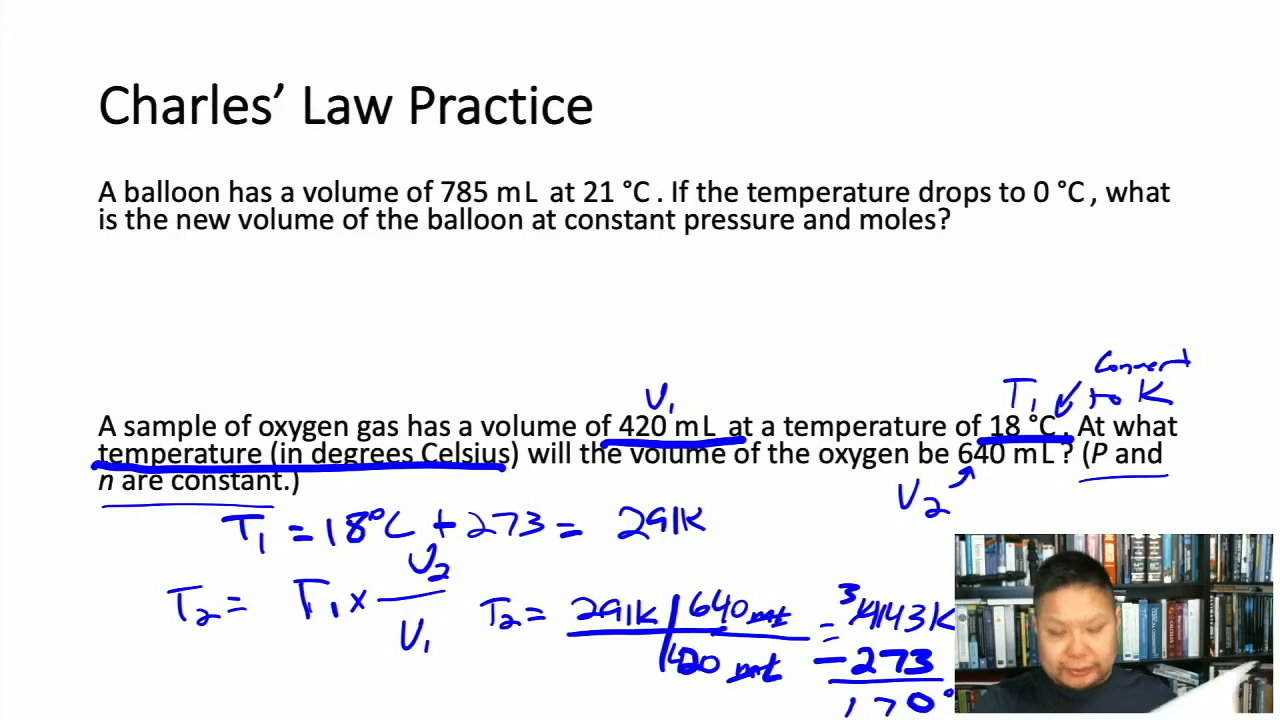 Charles' Law Practice
A balloon has a volume of 785 mL at 21 °C . If the temperature drops to 0 °C , what
is the new volume of the balloon at constant pressure and moles?
Convert
V₁
T₁ to K
A sample of oxygen gas has a volume of 420 mL at a temperature of 18 °C . At what
temperature (in degrees Celsius) will the volume of the oxygen be 640 mL ? (P and
n are constant.)
V₂
T₁ = 18°C + 273 = 291K
T₂ = T₁ × V₂ / V₁
T₂ = 291K | 640 mL
420 mL
= 443K
- 273
170°